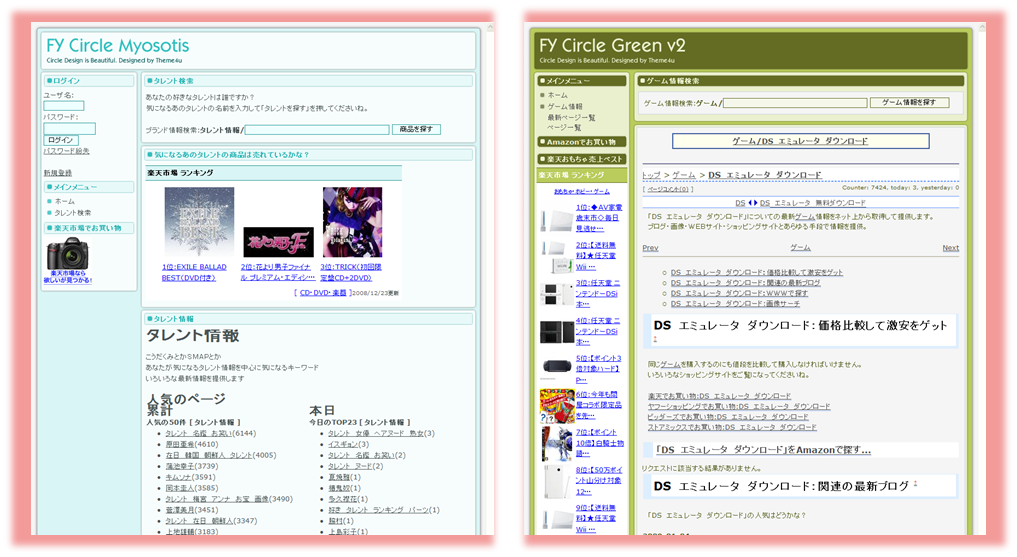 FY Circle Myosotis
Circle Design is Beautiful. Designed by Theme4u
ログイン
ユーザ名:
パスワード:
ログイン
パスワード紛失
新規登録
メインメニュー
ホーム
タレント検索
楽天市場でお買い物
楽天市場なら
欲しいが見つかる!
タレント検索
あなたの好きなタレントは誰ですか?
気になるあのタレントの名前を入力して「タレントを探す」を押してくださいね。
ブランド情報検索:タレント情報/
商品を探す
気になるあのタレントの商品は売れているかな?
楽天市場 ランキング
1位:EXILE BALLAD BEST(DVD付き)
2位:花より男子ファイナル プレミアム・エディシ…
3位:TRICK(初回限定盤CD+2DVD)
[ CD・DVD・楽器 ]2008/12/23更新
タレント情報
タレント情報
こうだくみとかSMAPとか
あなたが気になるタレント情報を中心に気になるキーワード
いろいろな最新情報を提供します
人気のページ
累計
人気の50件 [ タレント情報 ]
タレント 名鑑 お笑い(6144)
原田亜希(4610)
在日 韓国 朝鮮人 タレント(4005)
蒲池幸子(3739)
キムソナ(3591)
岡本圭人(3585)
タレント 梅宮 アンナ お宝 画像(3490)
菅澤美月(3451)
タレント 在日 朝鮮人(3347)
上地雄輔(3183)
本日
今日のTOP23 [ タレント情報 ]
タレント 女優 ヘアヌード 熟女(3)
イスギョン(3)
タレント 名鑑 お笑い(2)
タレント ヌード(2)
夏焼雅(1)
穂鬼奴(1)
多久椛花(1)
好き タレント ランキング パーツ(1)
脇村(1)
上島彩子(1)
FY Circle Green v2
Circle Design is Beautiful. Designed by Theme4u
メインメニュー
ホーム
ゲーム情報
最新ページ一覧
ページ一覧
Amazonでお買い物
楽天おもちゃ売上ベスト
楽天市場 ランキング
おもちゃ・ホビー・ゲーム
1位:◆AV家電歳末市◇毎日見逃せ…
2位:【送料無料】★任天堂 Wii …
3位:任天堂 ニンテンドーDSi 本…
4位:任天堂 ニンテンドーDSi 本…
5位:【ポイント3倍対象ハード】P…
6位:今年も問屋コラボ限定品を先…
7位:【ポイント10倍】白騎士物語…
8位:【50万ポイント山分け対象12…
9位:【送料無料】★任天堂 Wii …
ゲーム情報検索
ゲーム情報検索:ゲーム/
ゲーム情報を探す
ゲーム/DS エミュレータ ダウンロード
トップ > ゲーム > DS エミュレータ ダウンロード
[ ページコメント(0) ]
Counter: 7424, today: 3, yesterday: 0
DS
DS エミュレータ 無料ダウンロード
「DS エミュレータ ダウンロード」についての最新ゲーム情報をネット上から取得して提供します。
ブログ・画像・WEBサイト・ショッピングサイトとあらゆる手段で情報を提供。
Prev
ゲーム
Next
DS エミュレータ ダウンロード:価格比較して激安をゲット
DS エミュレータ ダウンロード:関連の最新ブログ
DS エミュレータ ダウンロード:WWWで探す
DS エミュレータ ダウンロード:画像サーチ
DS エミュレータ ダウンロード:価格比較して激安をゲット
同じゲームを購入するのにも値段を比較して購入しなければいけません。
いろいろなショッピングサイトをご覧になってくださいね。
楽天でお買い物:DS エミュレータ ダウンロード
ヤフーショッピングでお買い物:DS エミュレータ ダウンロード
ビッダーズでお買い物:DS エミュレータ ダウンロード
ストアミックスでお買い物:DS エミュレータ ダウンロード
「DS エミュレータ ダウンロード」をAmazonで探す...
リクエストに該当する結果がありません。
DS エミュレータ ダウンロード:関連の最新ブログ
「DS エミュレータ ダウンロード」の人気はどうかな?